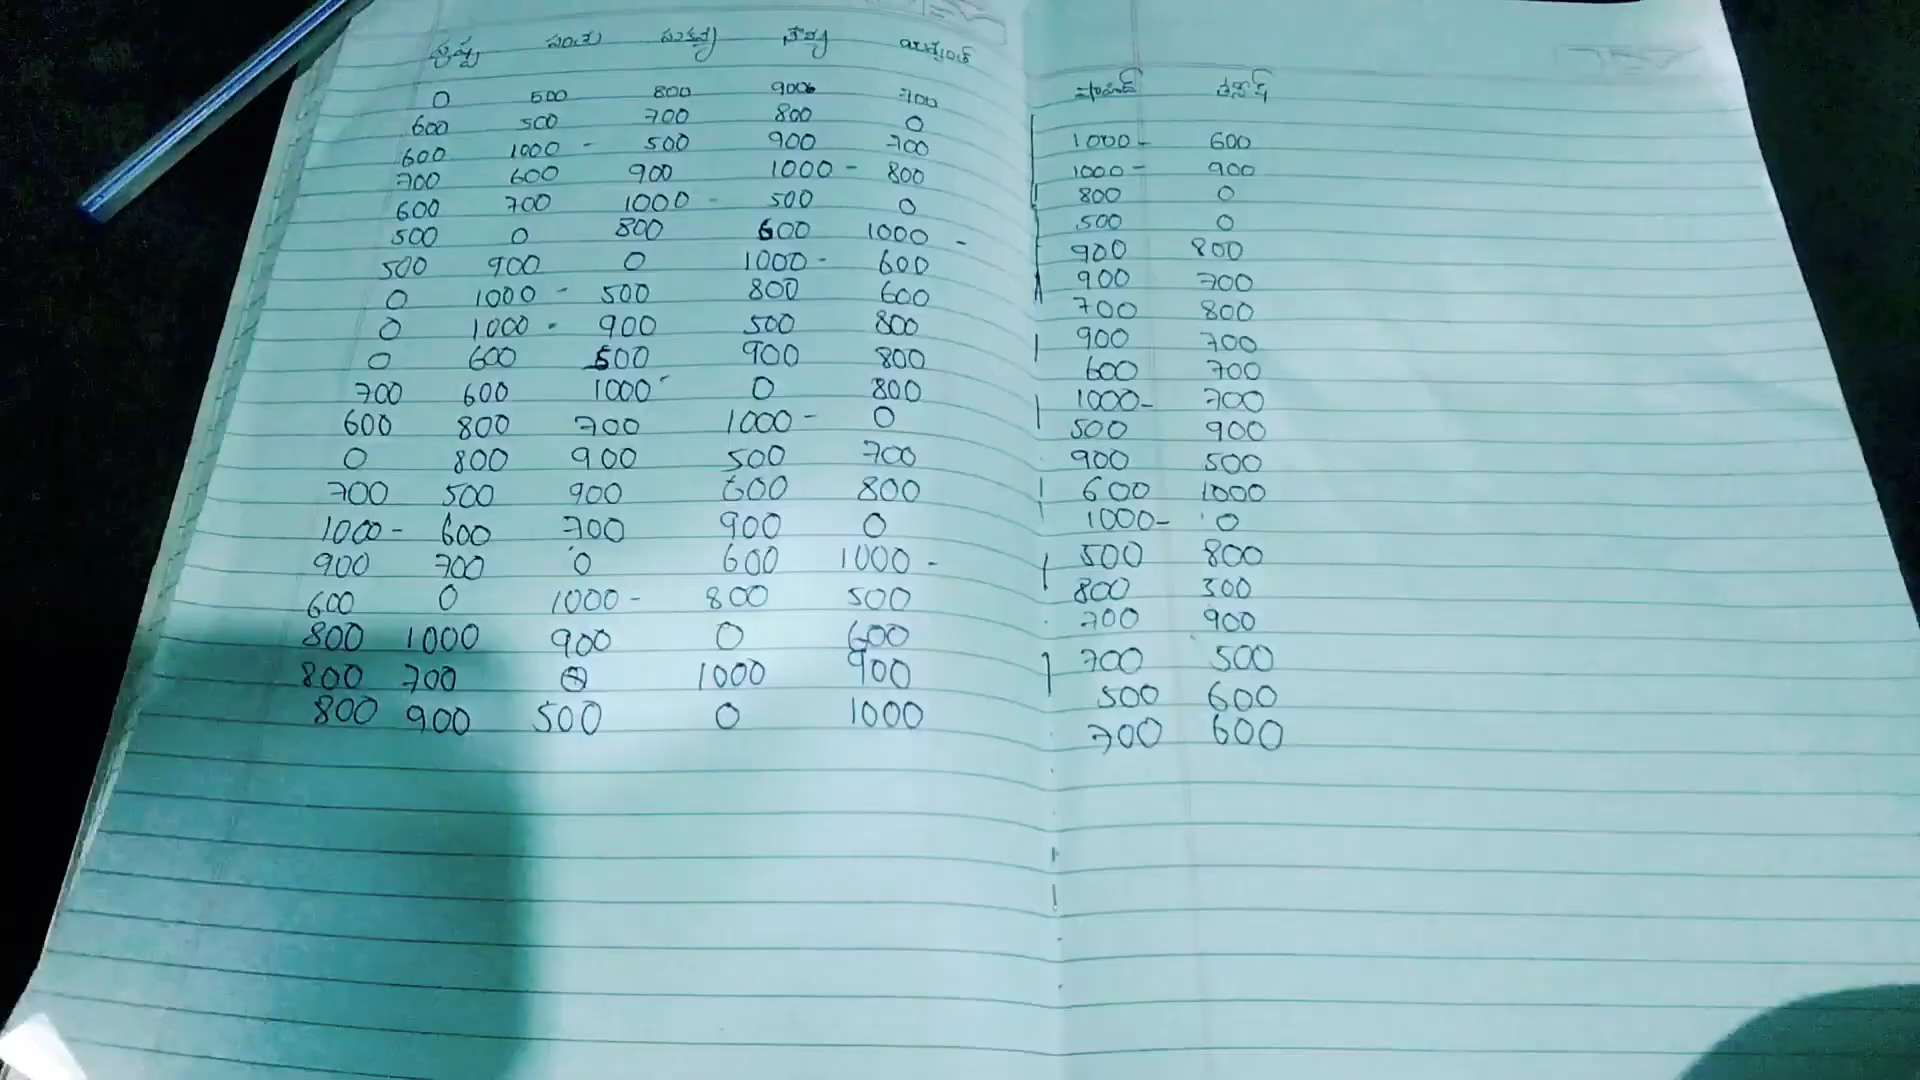 0 500 800 900 700
600 500 700 800 0
600 1000 - 500 900 700
700 600 900 1000 - 800
600 700 1000 - 500 0
500 0 800 600 1000 -
500 900 0 1000 - 600
0 1000 - 500 800 600
0 1000 - 900 500 800
0 600 500 900 800
700 600 1000 - 0 800
600 800 700 1000 - 0
0 800 900 500 700
700 500 900 600 800
1000 - 600 700 900 0
900 700 0 600 1000 -
600 0 1000 - 800 500
800 1000 900 0 600
800 700 0 1000 900
800 900 500 0 1000
1000 - 600
1000 - 900
800 0
500 0
900 800
900 700
700 800
900 700
600 700
1000 - 700
500 900
900 500
600 1000
1000 - 0
500 800
800 500
700 900
700 500
500 600
700 600